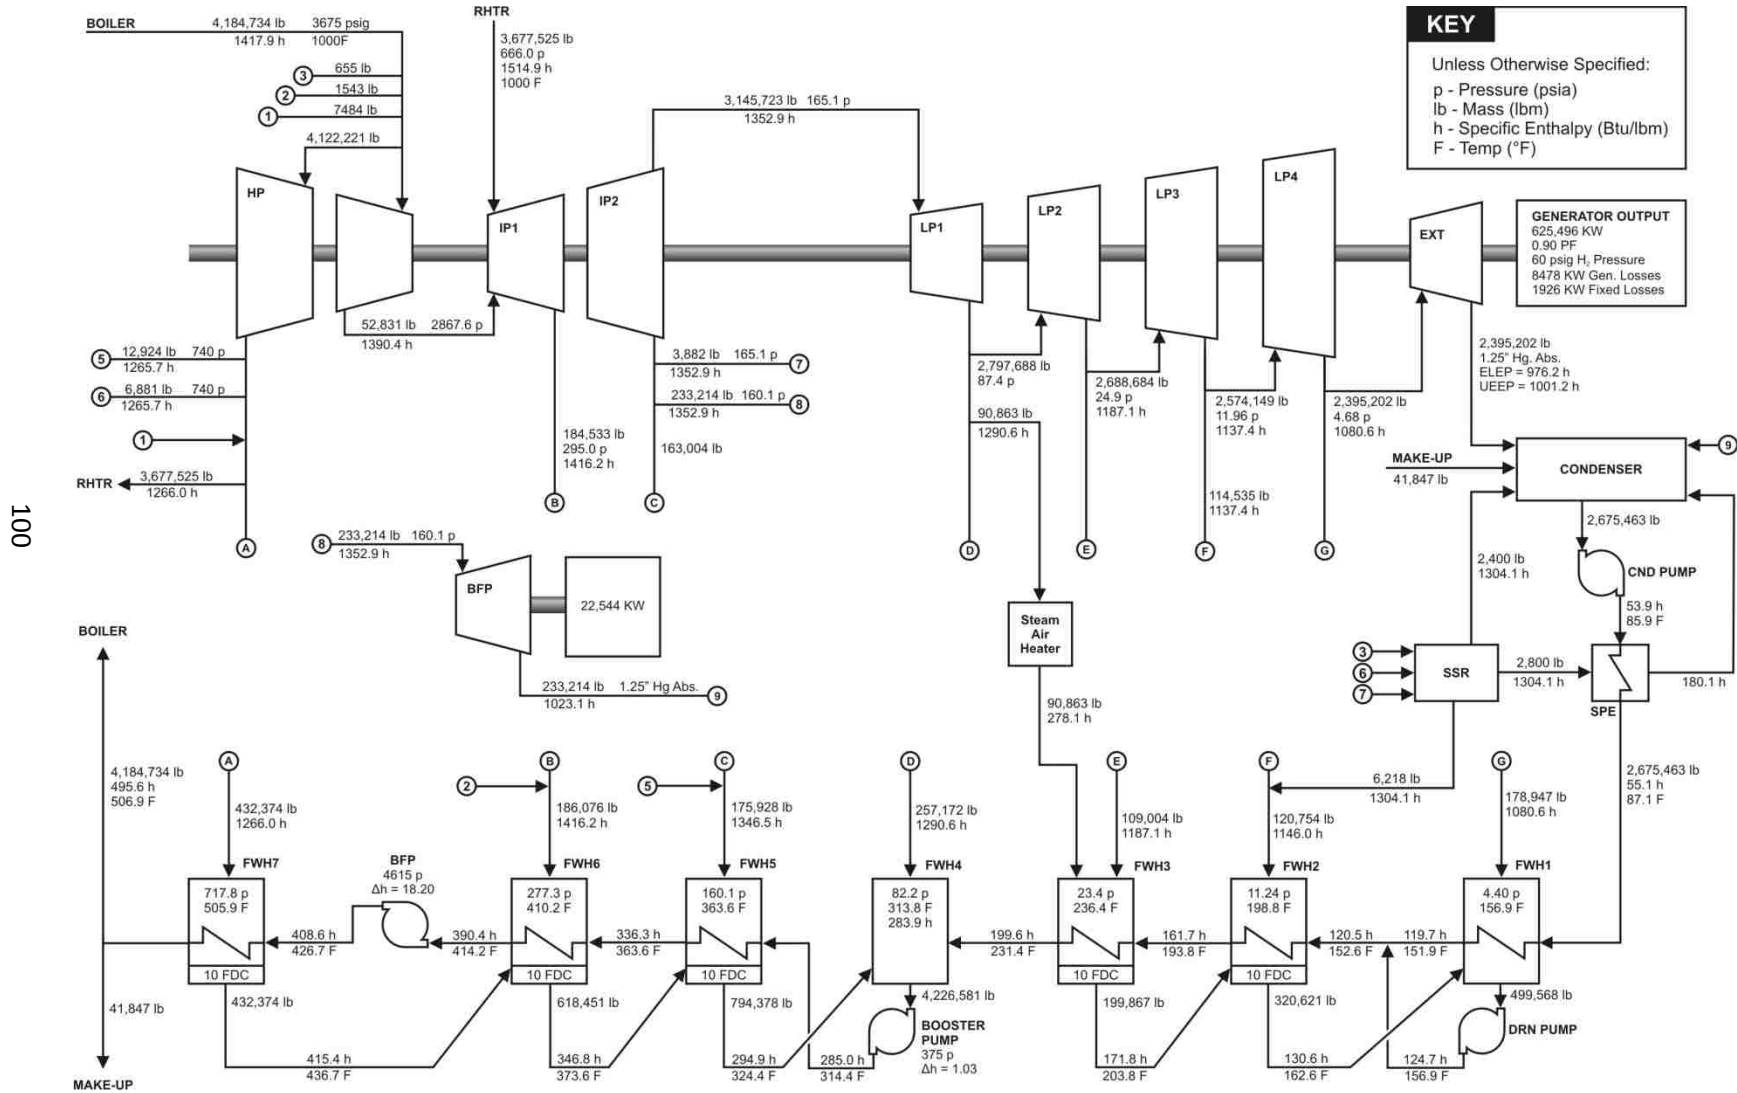 BOILER
4,184,734 lb 3675 psig
1417.9 h 1000F
3 655 lb
2 1543 lb
1 7484 lb
4,122,221 lb
RHTR
3,677,525 lb
666.0 p
1514.9 h
1000 F
3,145,723 lb 165.1 p
1352.9 h
KEY
Unless Otherwise Specified:
p - Pressure (psia)
lb - Mass (lbm)
h - Specific Enthalpy (Btu/lbm)
F - Temp (°F)
HP
IP1
IP2
LP1
LP2
LP3
LP4
EXT
GENERATOR OUTPUT
625,496 KW
0.90 PF
60 psig H₂ Pressure
8478 KW Gen. Losses
1926 KW Fixed Losses
52,831 lb 2867.6 p
1390.4 h
5 12,924 lb 740 p
1265.7 h
6 6,881 lb 740 p
1265.7 h
1
RHTR 3,677,525 lb
1266.0 h
A
184,533 lb
295.0 p
1416.2 h
B
3,882 lb 165.1 p 7
1352.9 h
233,214 lb 160.1 p 8
1352.9 h
163,004 lb
C
2,797,688 lb
87.4 p
90,863 lb
1290.6 h
D
2,688,684 lb
24.9 p
1187.1 h
E
2,574,149 lb
11.96 p
1137.4 h
114,535 lb
1137.4 h
F
2,395,202 lb
4.68 p
1080.6 h
G
2,395,202 lb
1.25" Hg. Abs.
ELEP = 976.2 h
UEEP = 1001.2 h
MAKE-UP
41,847 lb
CONDENSER
9
2,675,463 lb
CND PUMP
53.9 h
85.9 F
2,400 lb
1304.1 h
3
6
7
SSR
2,800 lb
1304.1 h
SPE
180.1 h
100
8 233,214 lb 160.1 p
1352.9 h
BFP
22,544 KW
233,214 lb 1.25" Hg Abs. 9
1023.1 h
Steam
Air
Heater
90,863 lb
278.1 h
BOILER
4,184,734 lb
495.6 h
506.9 F
A
432,374 lb
1266.0 h
B
2
186,076 lb
1416.2 h
C
5
175,928 lb
1346.5 h
D
257,172 lb
1290.6 h
E
109,004 lb
1187.1 h
F
6,218 lb
1304.1 h
120,754 lb
1146.0 h
G
178,947 lb
1080.6 h
2,675,463 lb
55.1 h
87.1 F
FWH7
717.8 p
505.9 F
10 FDC
408.6 h
426.7 F
BFP
4615 p
Δh = 18.20
390.4 h
414.2 F
FWH6
277.3 p
410.2 F
10 FDC
336.3 h
363.6 F
FWH5
160.1 p
363.6 F
10 FDC
FWH4
82.2 p
313.8 F
283.9 h
199.6 h
231.4 F
FWH3
23.4 p
236.4 F
10 FDC
161.7 h
193.8 F
FWH2
11.24 p
198.8 F
10 FDC
120.5 h
152.6 F
119.7 h
151.9 F
FWH1
4.40 p
156.9 F
41,847 lb
MAKE-UP
432,374 lb
415.4 h
436.7 F
618,451 lb
346.8 h
373.6 F
794,378 lb
294.9 h
324.4 F
285.0 h
314.4 F
4,226,581 lb
BOOSTER
PUMP
375 p
Δh = 1.03
199,867 lb
171.8 h
203.8 F
320,621 lb
130.6 h
162.6 F
499,568 lb
DRN PUMP
124.7 h
156.9 F